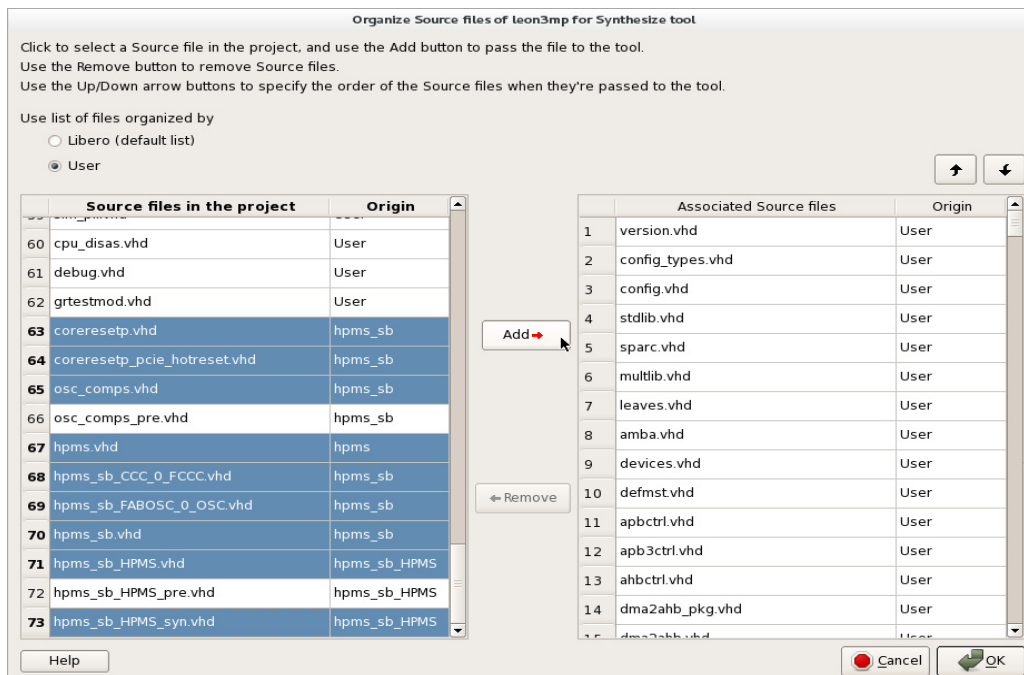 Organize Source files of leon3mp for Synthesize tool
Click to select a Source file in the project, and use the Add button to pass the file to the tool.
Use the Remove button to remove Source files.
Use the Up/Down arrow buttons to specify the order of the Source files when they're passed to the tool.
Use list of files organized by
Libero (default list)
User
Source files in the project Origin
60 cpu_disas.vhd User
61 debug.vhd User
62 grtestmod.vhd User
63 coreresetp.vhd hpms_sb
64 coreresetp_pcie_hotreset.vhd hpms_sb
65 osc_comps.vhd hpms_sb
66 osc_comps_pre.vhd hpms_sb
67 hpms.vhd hpms
68 hpms_sb_CCC_0_FCCC.vhd hpms_sb
69 hpms_sb_FABOSC_0_OSC.vhd hpms_sb
70 hpms_sb.vhd hpms_sb
71 hpms_sb_HPMS.vhd hpms_sb_HPMS
72 hpms_sb_HPMS_pre.vhd hpms_sb_HPMS
73 hpms_sb_HPMS_syn.vhd hpms_sb_HPMS
Add
Remove
Associated Source files Origin
1 version.vhd User
2 config_types.vhd User
3 config.vhd User
4 stdlib.vhd User
5 sparc.vhd User
6 multlib.vhd User
7 leaves.vhd User
8 amba.vhd User
9 devices.vhd User
10 defmst.vhd User
11 apbctrl.vhd User
12 apb3ctrl.vhd User
13 ahbctrl.vhd User
14 dma2ahb_pkg.vhd User
15 dma2ahb.vhd User
Help
Cancel
OK